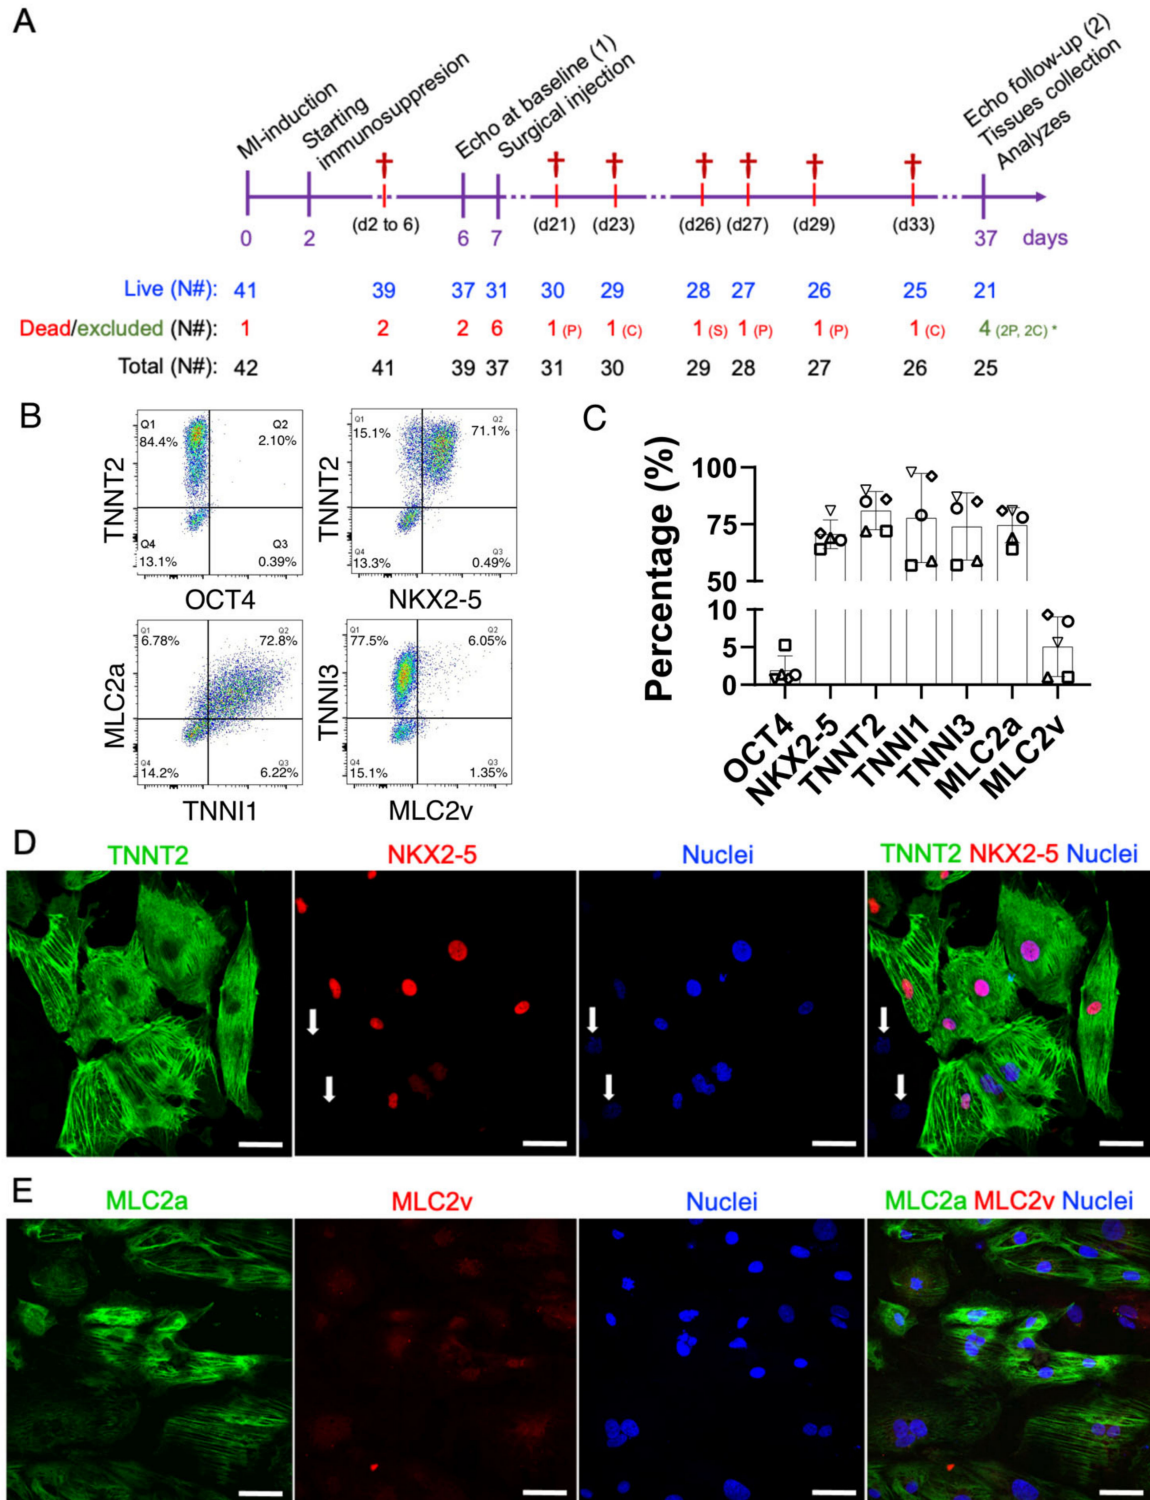 A
MI-induction
Starting
immunosuppresion
Echo at baseline (1)
Surgical injection
Echo follow-up (2)
Tissues collection
Analyzes
(d2 to 6) (d21) (d23) (d26) (d27) (d29) (d33)
0 2 6 7 37 days
Live (N#): 41 39 37 31 30 29 28 27 26 25 21
Dead/excluded (N#): 1 2 2 6 1 (P) 1 (C) 1 (S) 1 (P) 1 (P) 1 (C) 4 (2P, 2C) *
Total (N#): 42 41 39 37 31 30 29 28 27 26 25
B
TNNT2
Q1
84.4%
Q2
2.10%
Q4
13.1%
Q3
0.39%
OCT4
TNNT2
Q1
15.1%
Q2
71.1%
Q4
13.3%
Q3
0.49%
NKX2-5
MLC2a
Q1
6.78%
Q2
72.8%
Q4
14.2%
Q3
6.22%
TNNI1
TNNI3
Q1
77.5%
Q2
6.05%
Q4
15.1%
Q3
1.35%
MLC2v
C
Percentage (%)
100
75
50
10
5
0
OCT4
NKX2-5
TNNT2
TNNI1
TNNI3
MLC2a
MLC2v
D
TNNT2 NKX2-5 Nuclei TNNT2 NKX2-5 Nuclei
E
MLC2a MLC2v Nuclei MLC2a MLC2v Nuclei